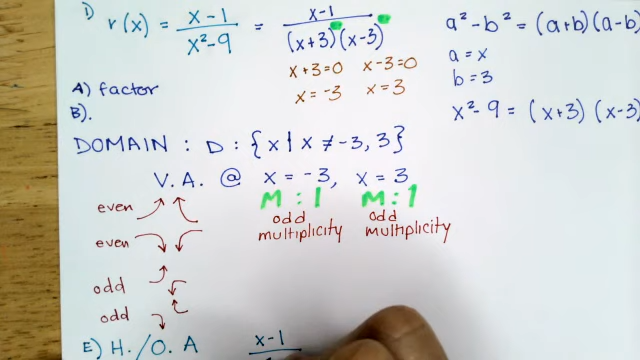 1) r(x) = x-1 / x²-9 = x-1 / (x+3)(x-3)
a²-b² = (a+b)(a-b)
a = x
b = 3
x²-9 = (x+3)(x-3)
x+3=0 x-3=0
x=-3 x=3
A) factor
B).
DOMAIN : D : {x | x ≠ -3, 3}
V.A. @ x = -3, x = 3
M : 1 M : 1
odd multiplicity odd multiplicity
even
even
odd
odd
E) H./O.A x-1